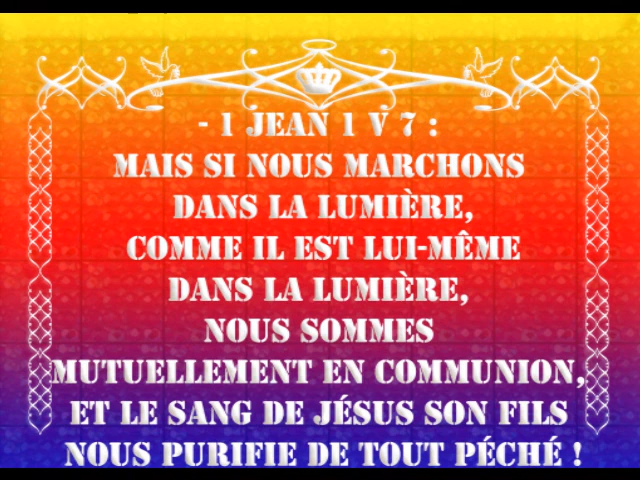 - 1 JEAN 1 V 7 :
MAIS SI NOUS MARCHONS
DANS LA LUMIÈRE,
COMME IL EST LUI-MÊME
DANS LA LUMIÈRE,
NOUS SOMMES
MUTUELLEMENT EN COMMUNION,
ET LE SANG DE JÉSUS SON FILS
NOUS PURIFIE DE TOUT PÉCHÉ !